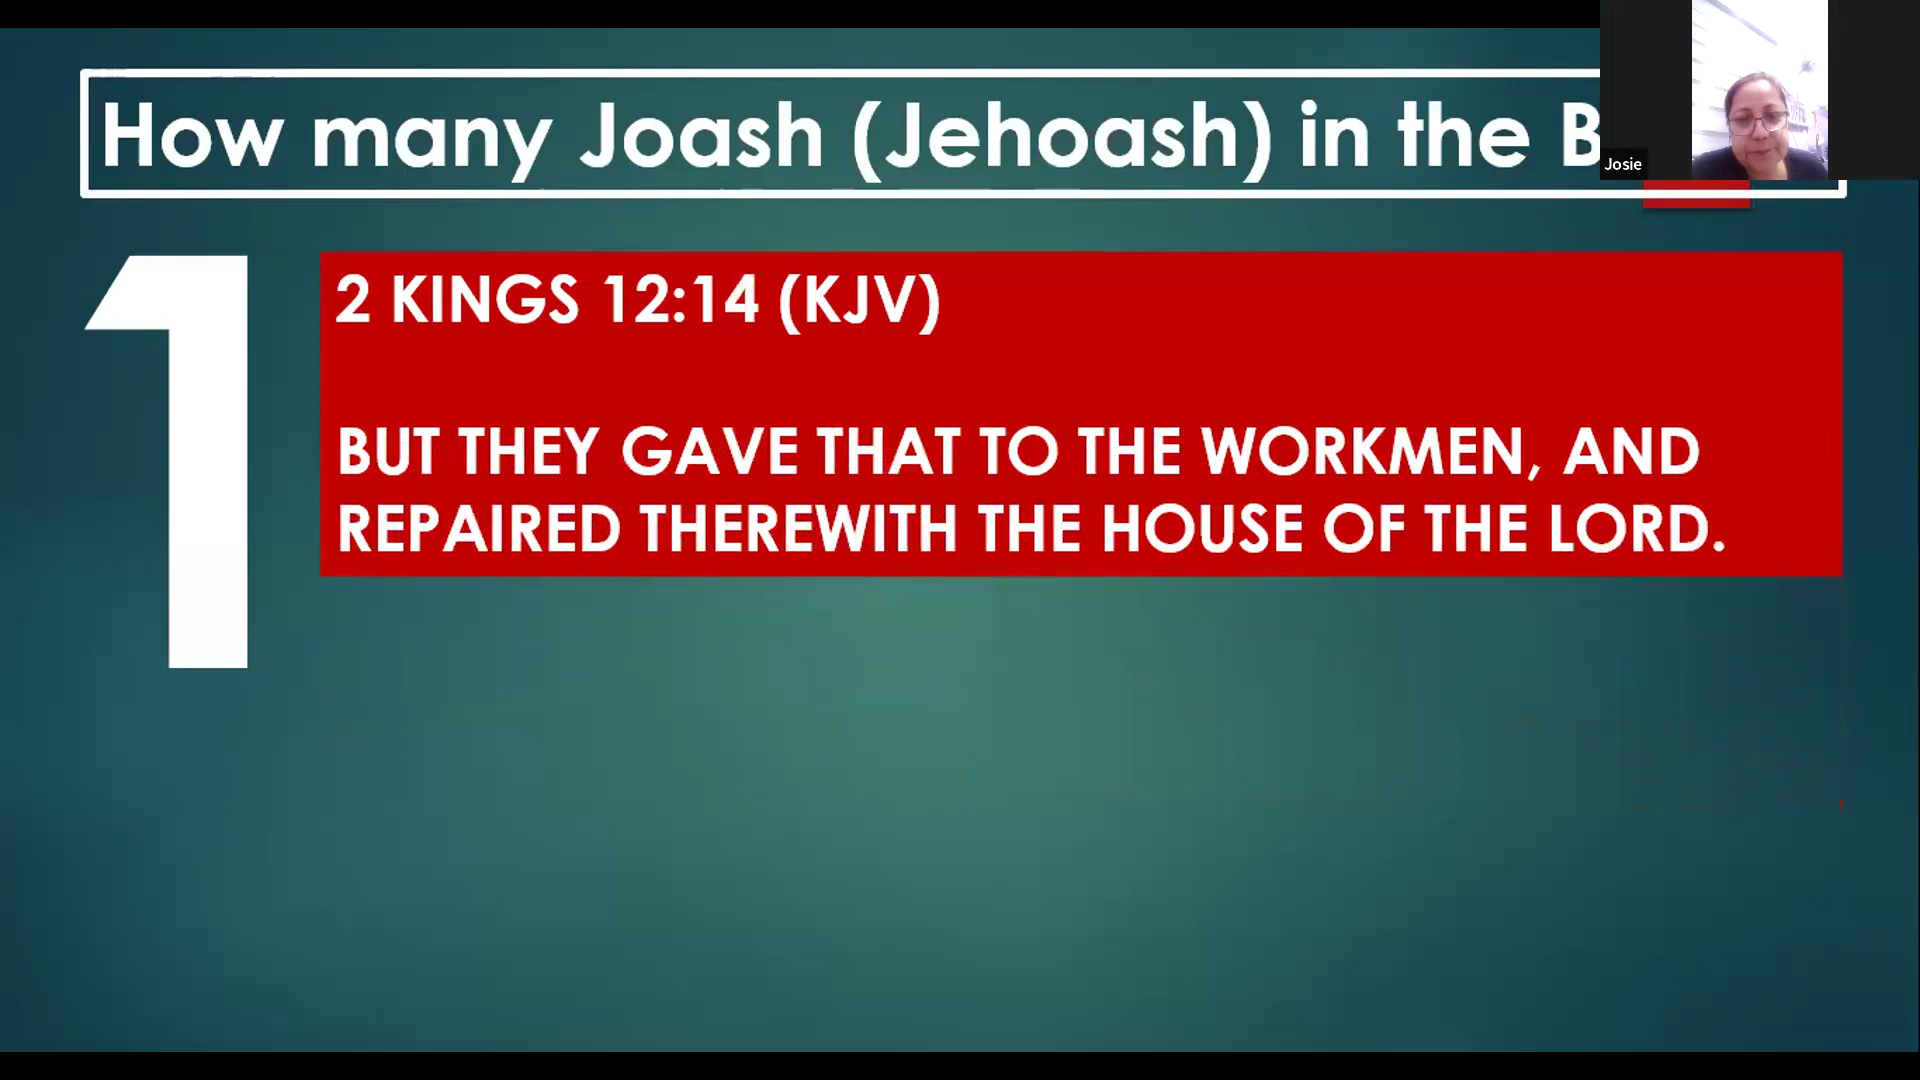 How many Joash (Jehoash) in the
Josie
1
2 KINGS 12:14 (KJV)
BUT THEY GAVE THAT TO THE WORKMEN, AND
REPAIRED THEREWITH THE HOUSE OF THE LORD.